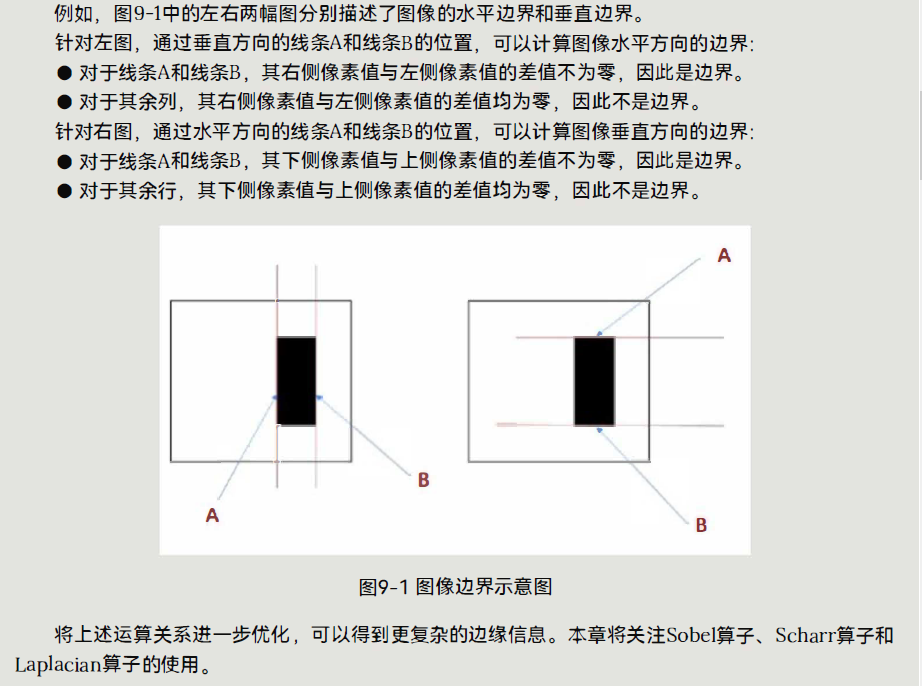 例如，图9-1中的左右两幅图分别描述了图像的水平边界和垂直边界。
针对左图，通过垂直方向的线条A和线条B的位置，可以计算图像水平方向的边界：
● 对于线条A和线条B，其右侧像素值与左侧像素值的差值不为零，因此是边界。
● 对于其余列，其右侧像素值与左侧像素值的差值均为零，因此不是边界。
针对右图，通过水平方向的线条A和线条B的位置，可以计算图像垂直方向的边界：
● 对于线条A和线条B，其下侧像素值与上侧像素值的差值不为零，因此是边界。
● 对于其余行，其下侧像素值与上侧像素值的差值均为零，因此不是边界。
A
B
A
B
图9-1 图像边界示意图
将上述运算关系进一步优化，可以得到更复杂的边缘信息。本章将关注Sobel算子、Scharr算子和
Laplacian算子的使用。